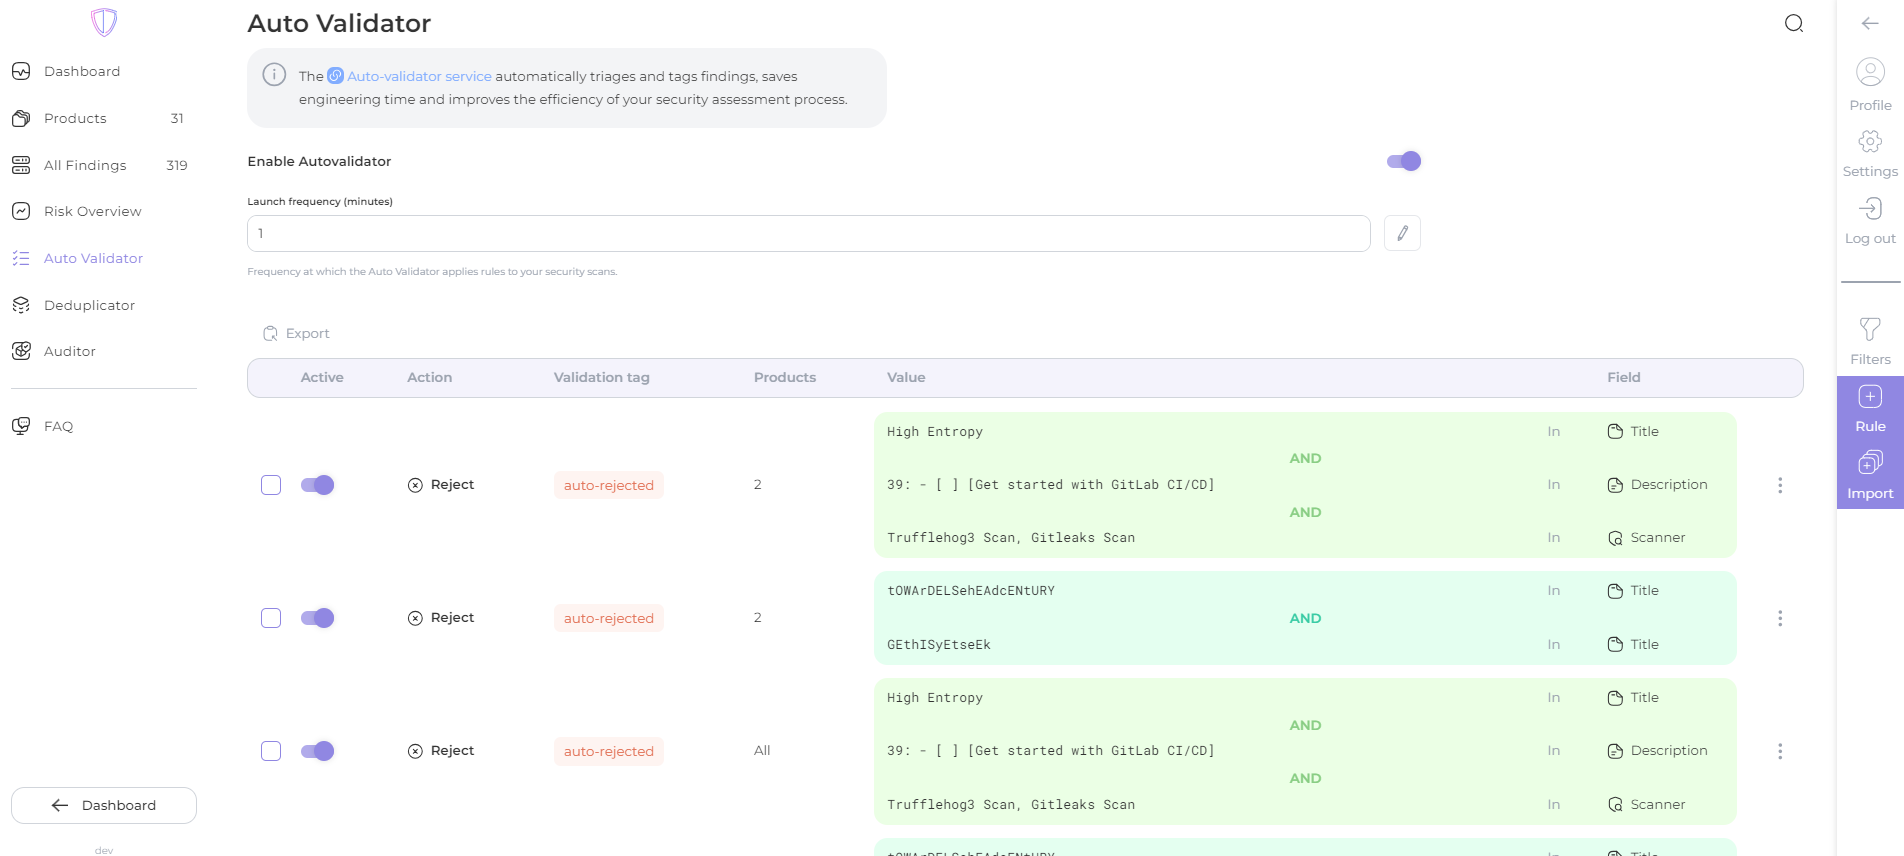 Auto Validator
Dashboard
Products 31
All Findings 319
Risk Overview
Auto Validator
Deduplicator
Auditor
FAQ
Dashboard
dev
The Auto-validator service automatically triages and tags findings, saves
engineering time and improves the efficiency of your security assessment process.
Enable Autovalidator
Launch frequency (minutes)
1
Frequency at which the Auto Validator applies rules to your security scans.
Export
Active Action Validation tag Products Value Field
High Entropy In Title
AND
Reject auto-rejected 2 39: - [ ] [Get started with GitLab CI/CD] In Description
AND
Trufflehog3 Scan, Gitleaks Scan In Scanner
tOWArDELSehEAdcENtURY In Title
Reject auto-rejected 2 AND
GEthISyEtseEk In Title
High Entropy In Title
AND
Reject auto-rejected All 39: - [ ] [Get started with GitLab CI/CD] In Description
AND
Trufflehog3 Scan, Gitleaks Scan In Scanner
tOWArDELSehEAdcENtURY In Title
Profile
Settings
Log out
Filters
Rule
Import